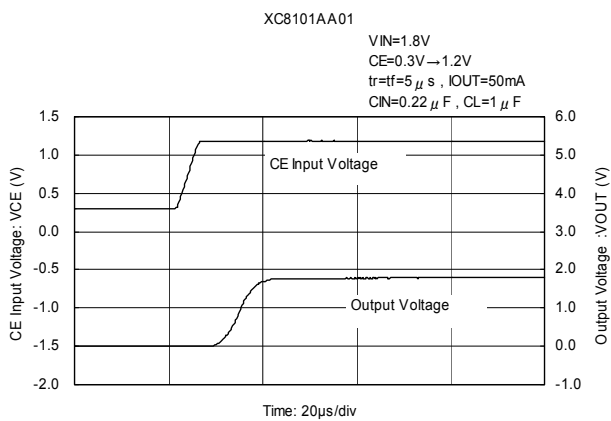 XC8101AA01
VIN=1.8V
CE=0.3V→1.2V
tr=tf=5μs , IOUT=50mA
CIN=0.22μF , CL=1μF
CE Input Voltage: VCE (V)
1.5
1.0
0.5
0.0
-0.5
-1.0
-1.5
-2.0
CE Input Voltage
Output Voltage
6.0
5.0
4.0
3.0
2.0
1.0
0.0
-1.0
Output Voltage :VOUT (V)
Time: 20μs/div